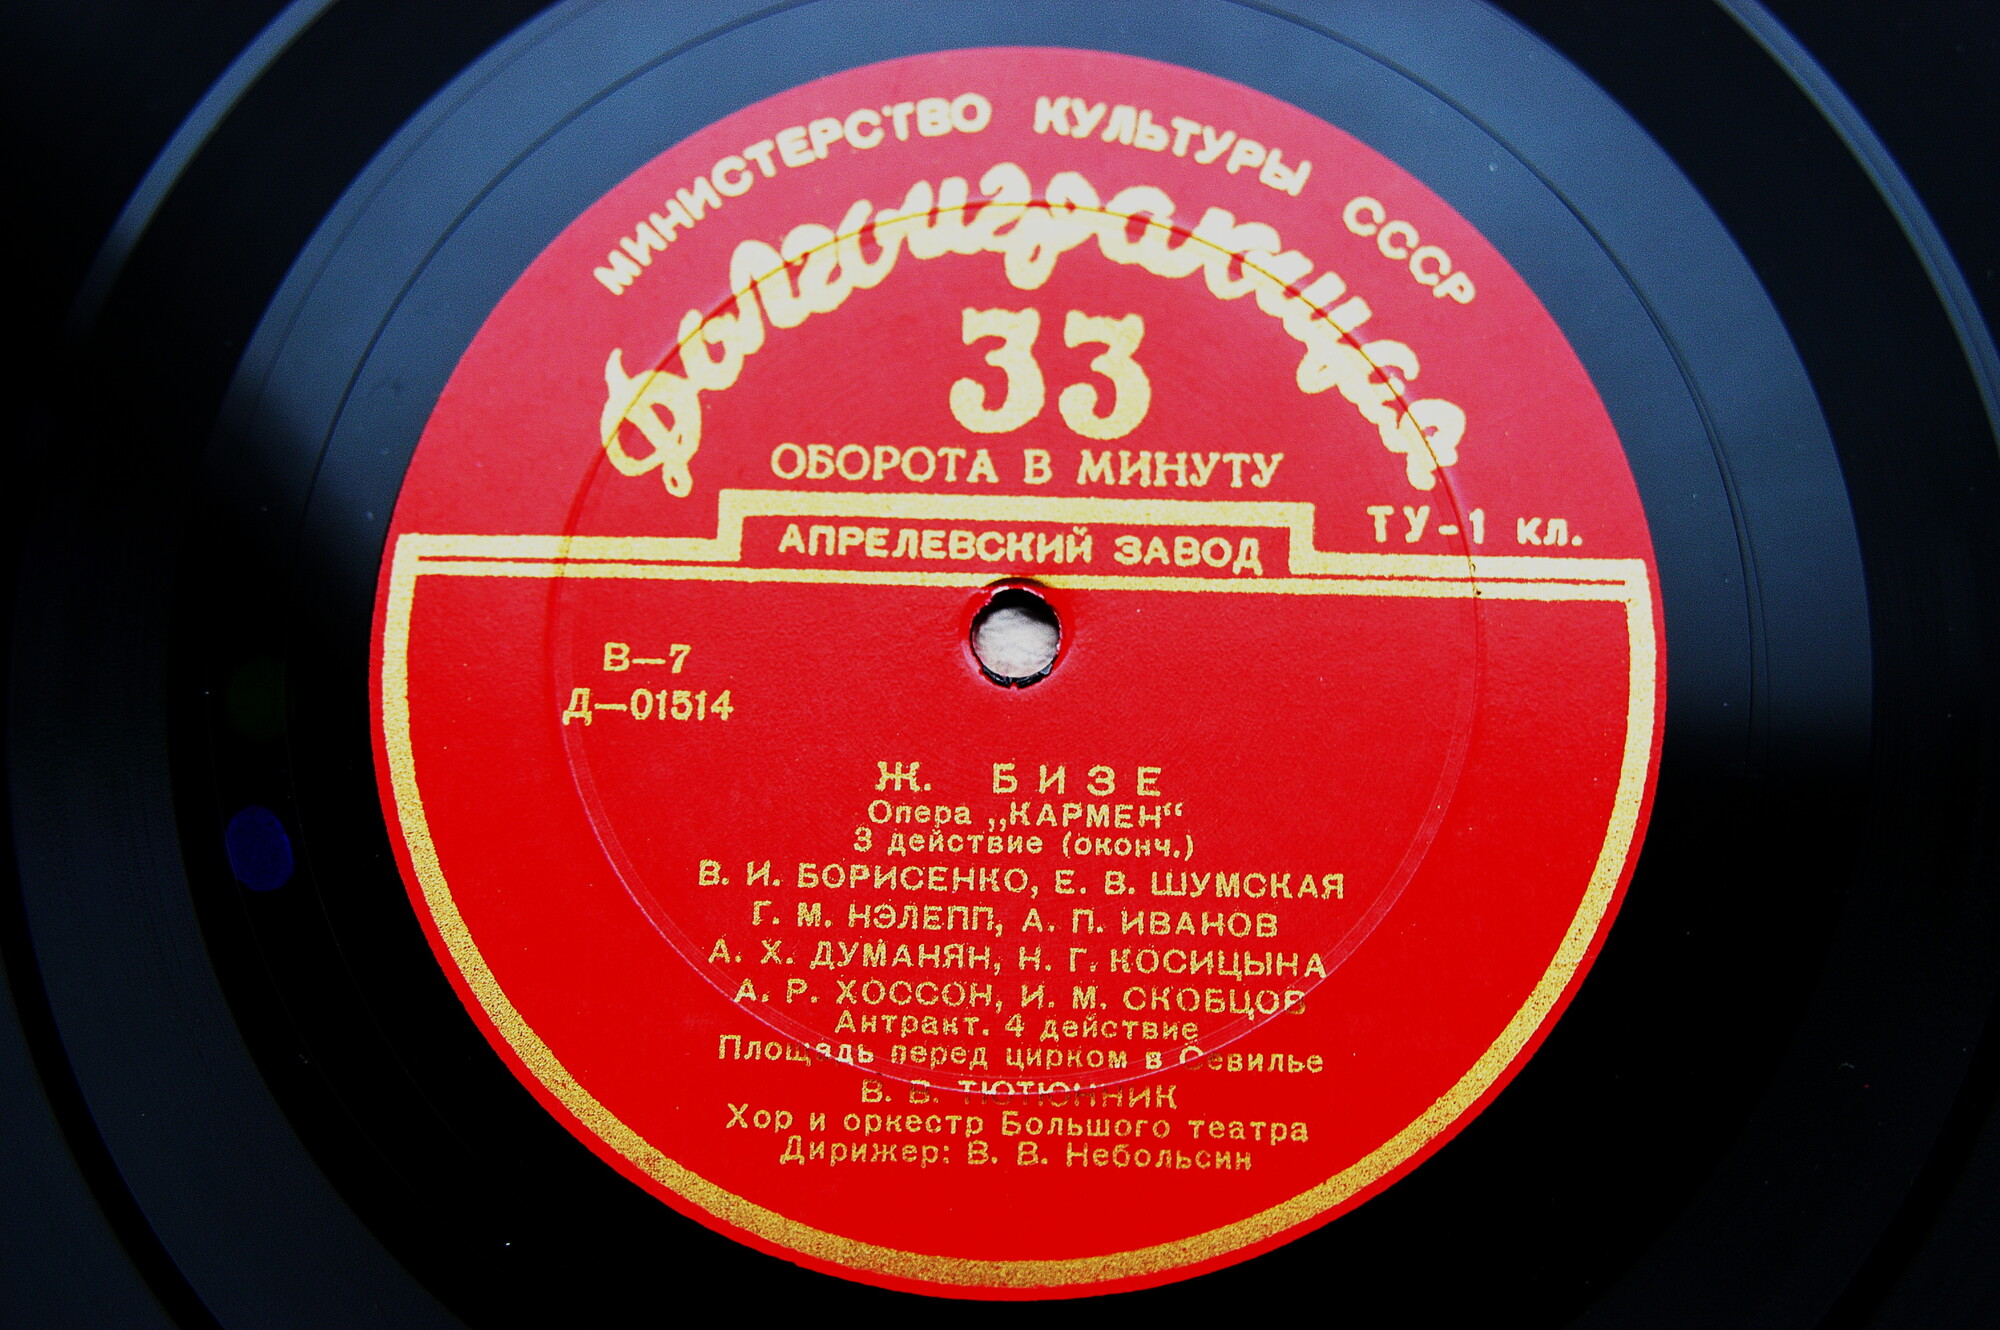 МИНИСТЕРСТВО КУЛЬТУРЫ СССР
Долгоиграющая
33
ОБОРОТА В МИНУТУ
АПРЕЛЕВСКИЙ ЗАВОД
ТУ-1 кл.
В—7
Д—01514
Ж. БИЗЕ
Опера „КАРМЕН“
3 действие (оконч.)
В. И. БОРИСЕНКО, Е. В. ШУМСКАЯ
Г. М. НЭЛЕПП, А. П. ИВАНОВ
А. Х. ДУМАНЯН, Н. Г. КОСИЦЫНА
А. Р. ХОССОН, И. М. СКОБЦОВ
Антракт. 4 действие
Площадь перед цирком в Севилье
В. В. ТЮТЮННИК
Хор и оркестр Большого театра
Дирижер: В. В. Небольсин